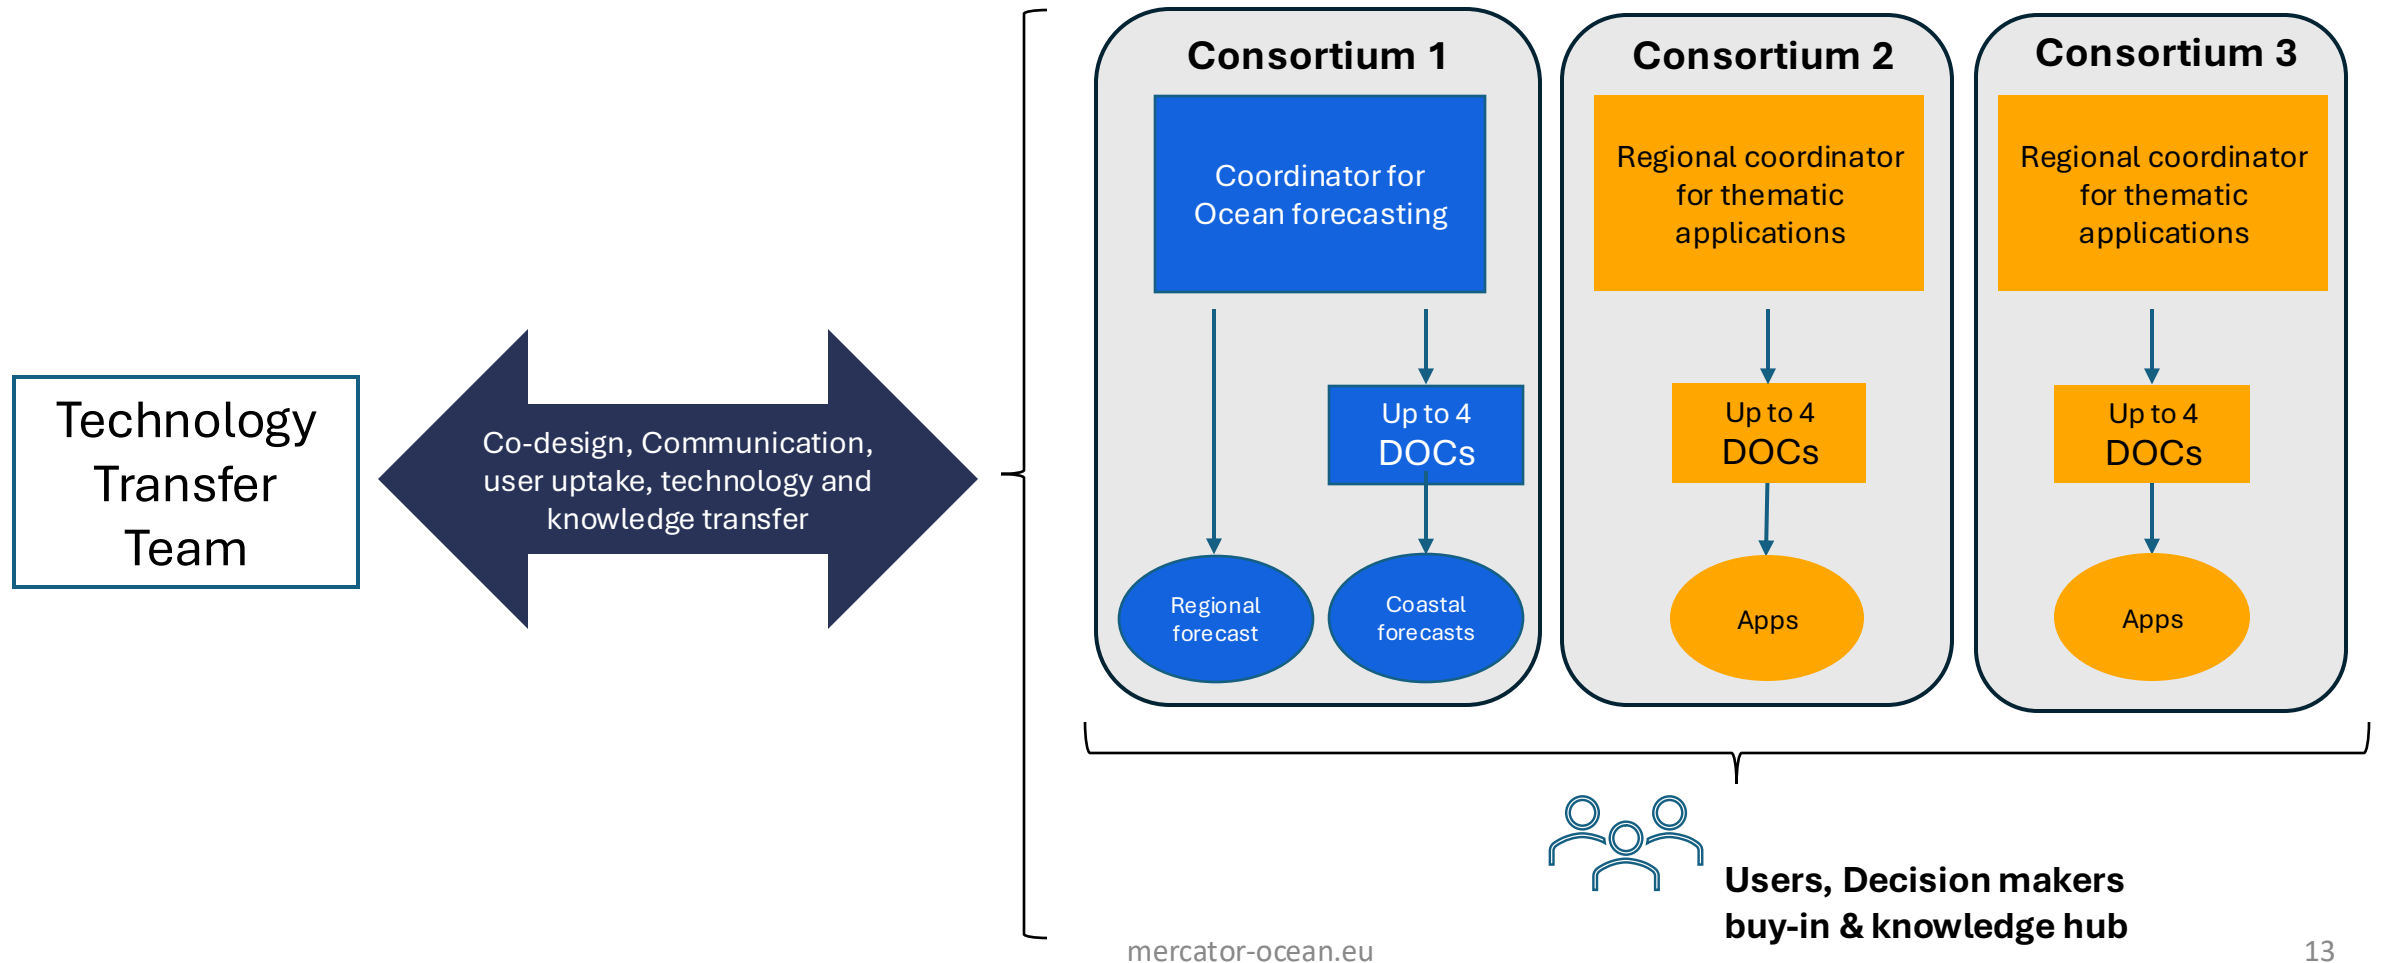 Technology
Transfer
Team
Co-design, Communication,
user uptake, technology and
knowledge transfer
Consortium 1
Coordinator for
Ocean forecasting
Up to 4
DOCs
Regional
forecast
Coastal
forecasts
Consortium 2
Regional coordinator
for thematic
applications
Up to 4
DOCs
Apps
Consortium 3
Regional coordinator
for thematic
applications
Up to 4
DOCs
Apps
Users, Decision makers
buy-in & knowledge hub
mercator-ocean.eu
13